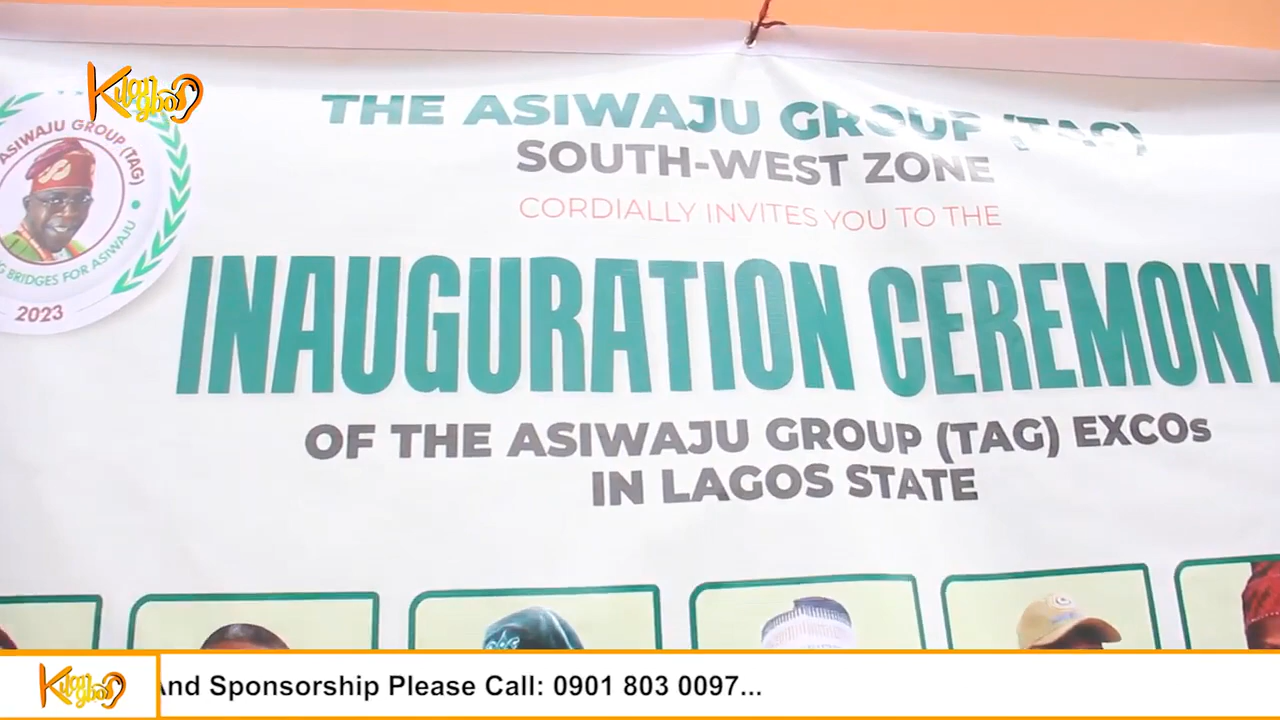 THE ASIWAJU GROUP (TAG)
SOUTH-WEST ZONE
CORDIALLY INVITES YOU TO THE
INAUGURATION CEREMONY
OF THE ASIWAJU GROUP (TAG) EXCOs
IN LAGOS STATE
ASIWAJU GROUP (TAG)
BRIDGES FOR ASIWAJU
2023
And Sponsorship Please Call: 0901 803 0097...